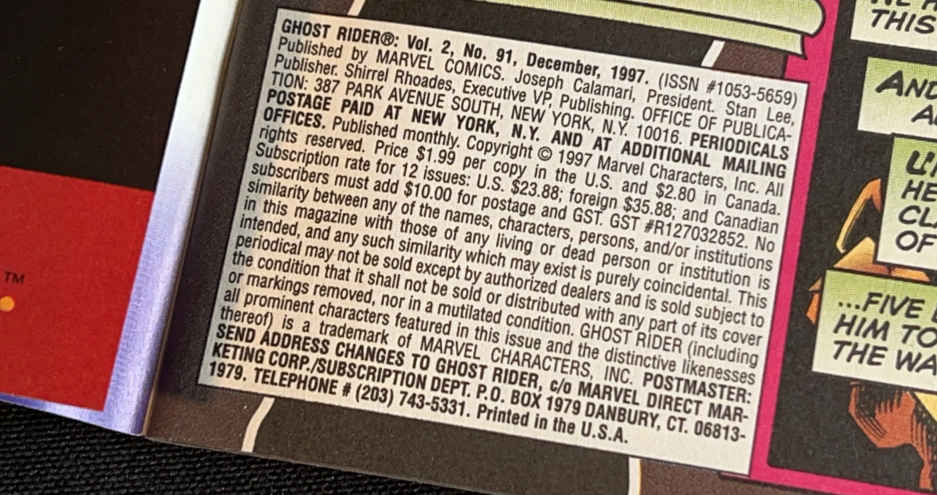 GHOST RIDER®: Vol. 2, No. 91, December, 1997. (ISSN #1053-5659)
Published by MARVEL COMICS. Joseph Calamari, President. Stan Lee,
Publisher. Shirrel Rhoades, Executive VP, Publishing. OFFICE OF PUBLICA-
TION: 387 PARK AVENUE SOUTH, NEW YORK, N.Y. 10016. PERIODICALS
POSTAGE PAID AT NEW YORK, N.Y. AND AT ADDITIONAL MAILING
OFFICES. Published monthly. Copyright © 1997 Marvel Characters, Inc. All
rights reserved. Price $1.99 per copy in the U.S. and $2.80 in Canada.
Subscription rate for 12 issues: U.S. $23.88; foreign $35.88; and Canadian
subscribers must add $10.00 for postage and GST. GST #R127032852. No
similarity between any of the names, characters, persons, and/or institutions
in this magazine with those of any living or dead person or institution is
intended, and any such similarity which may exist is purely coincidental. This
periodical may not be sold except by authorized dealers and is sold subject to
the condition that it shall not be sold or distributed with any part of its cover
or markings removed, nor in a mutilated condition. GHOST RIDER (including
all prominent characters featured in this issue and the distinctive likenesses
thereof) is a trademark of MARVEL CHARACTERS, INC. POSTMASTER:
SEND ADDRESS CHANGES TO GHOST RIDER, c/o MARVEL DIRECT MAR-
KETING CORP./SUBSCRIPTION DEPT. P.O. BOX 1979 DANBURY, CT. 06813-
1979. TELEPHONE # (203) 743-5331. Printed in the U.S.A.
TM
THIS
AND
HE
OF
...FIVE
HIM TO
THE